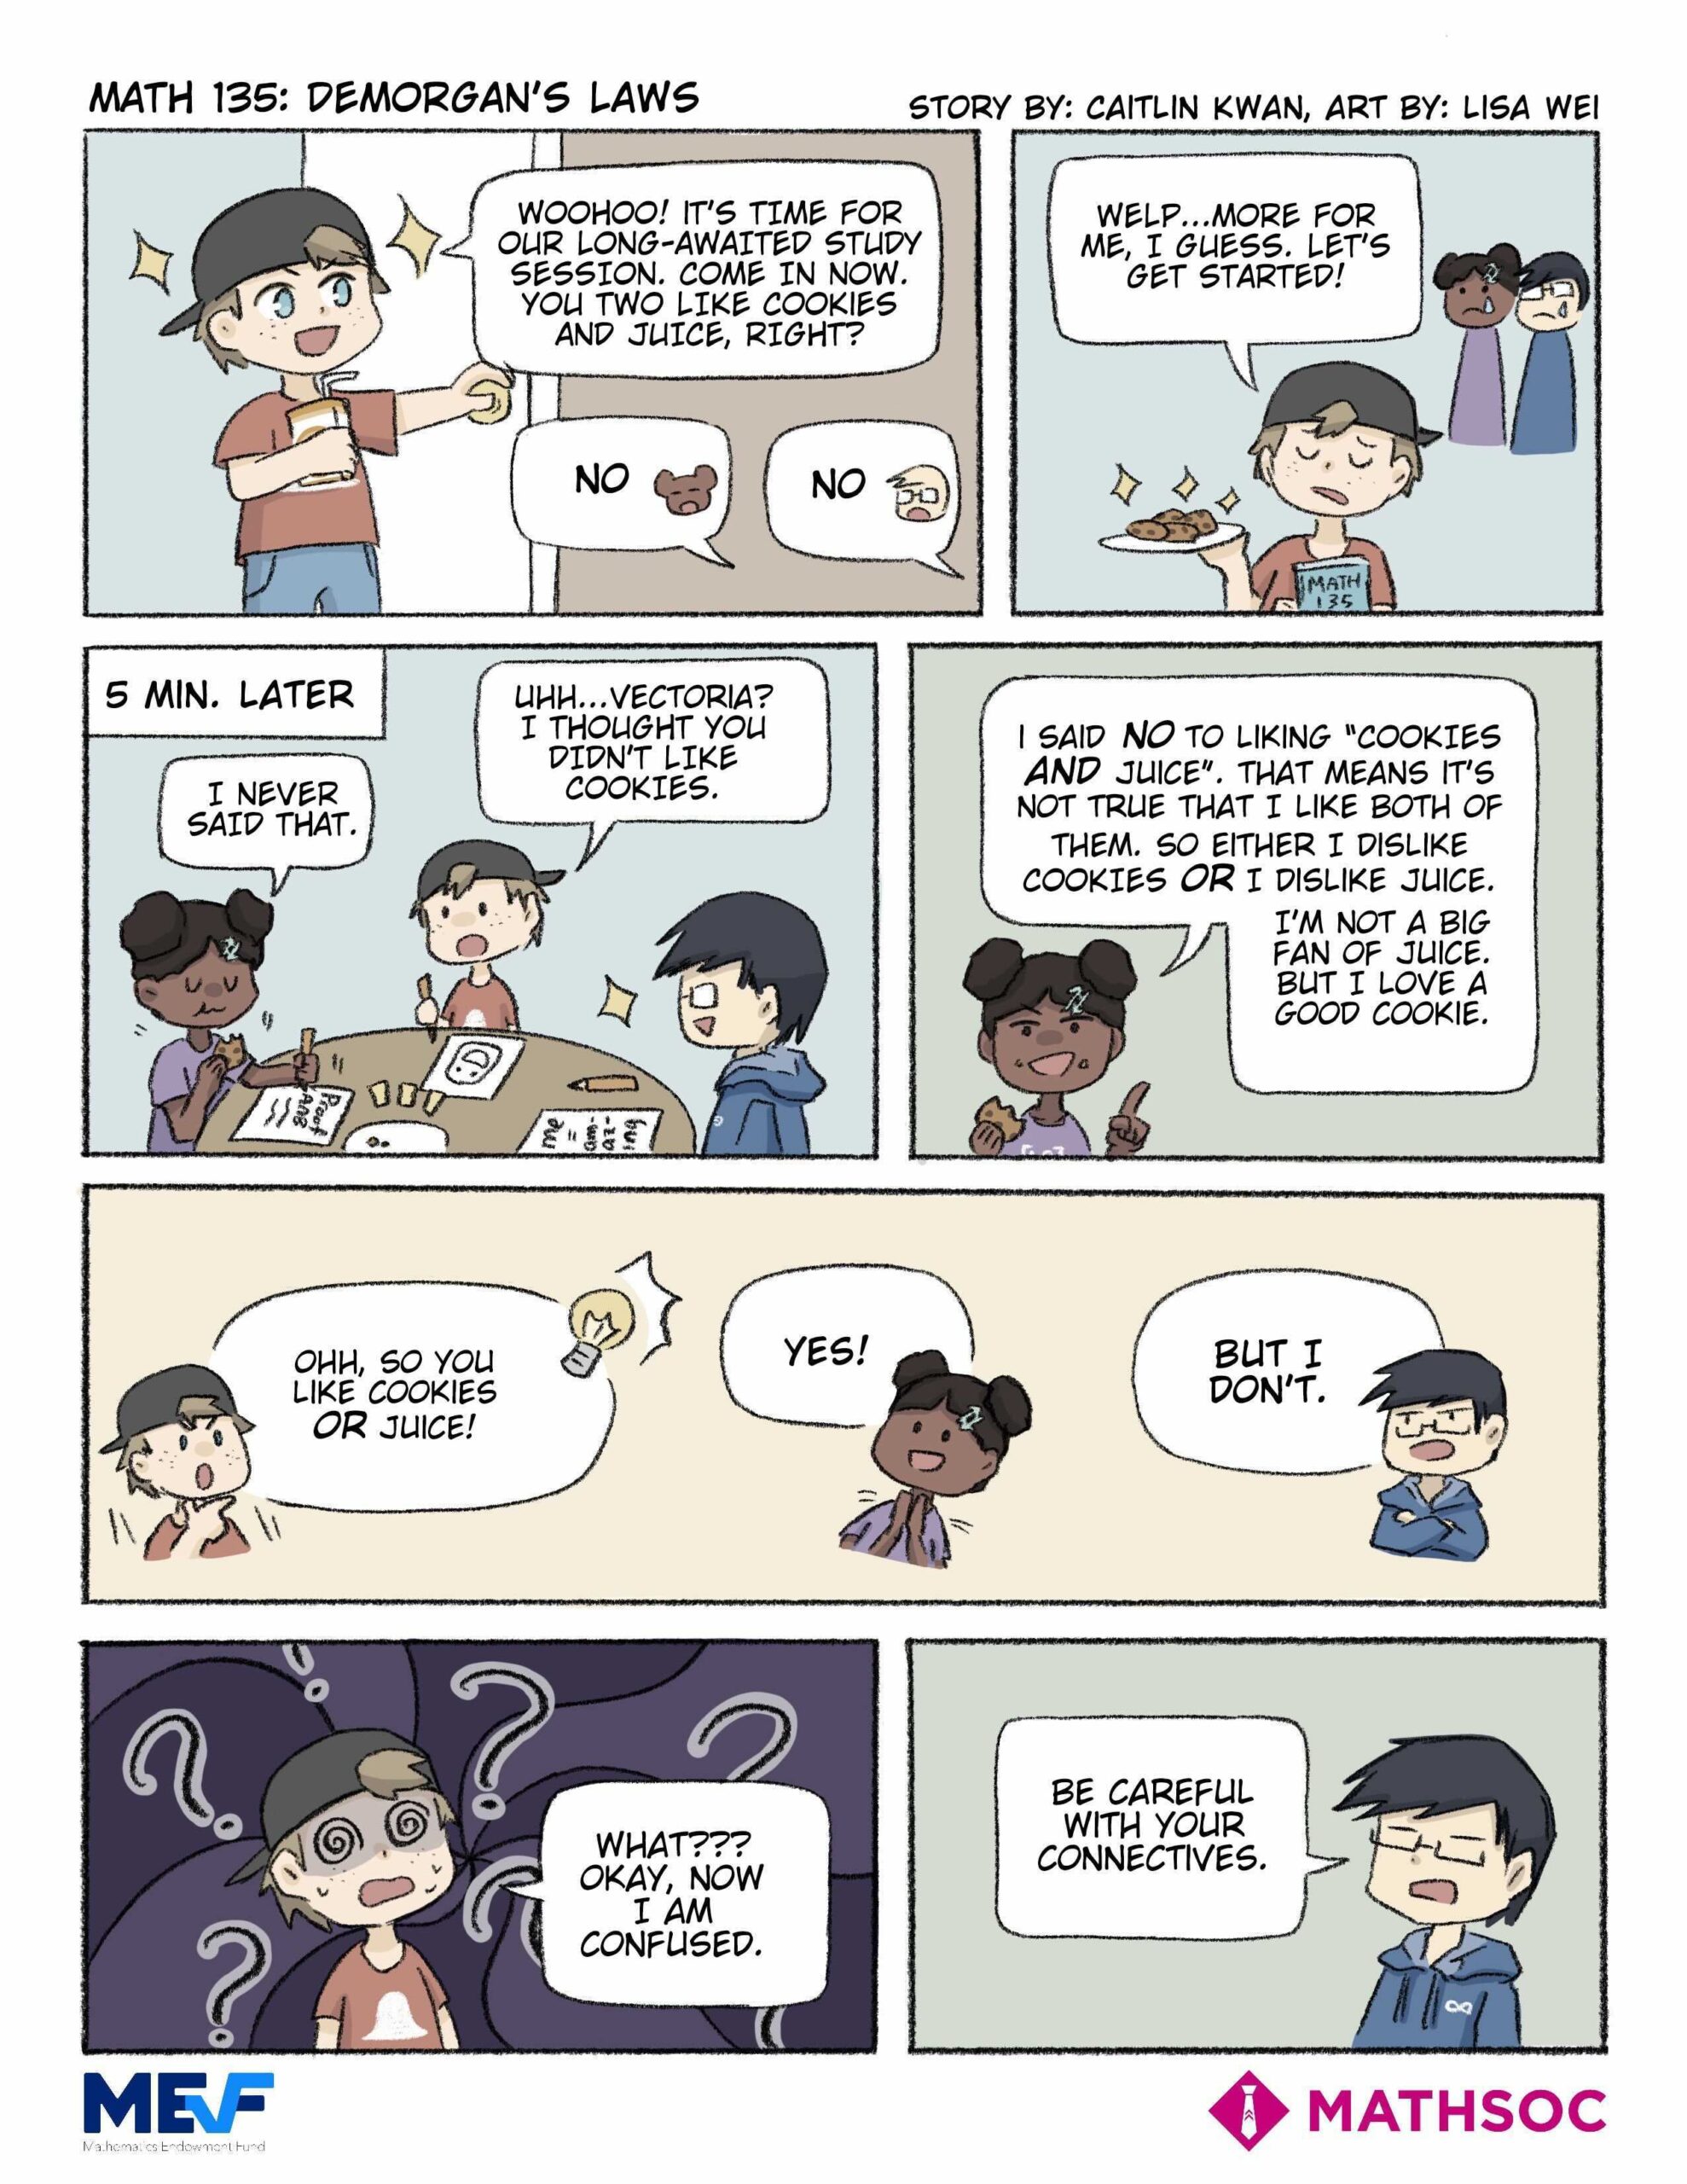 MATH 135: DEMORGAN'S LAWS
STORY BY: CAITLIN KWAN, ART BY: LISA WEI
WOOHOO! IT'S TIME FOR
OUR LONG-AWAITED STUDY
SESSION. COME IN NOW.
YOU TWO LIKE COOKIES
AND JUICE, RIGHT?
NO
NO
WELP...MORE FOR
ME, I GUESS. LET'S
GET STARTED!
MATH
135
5 MIN. LATER
UHH...VECTORIA?
I THOUGHT YOU
DIDN'T LIKE
COOKIES.
I NEVER
SAID THAT.
:D
Proof
Ans
me
=
am-
az-
ing
I SAID NO TO LIKING "COOKIES
AND JUICE". THAT MEANS IT'S
NOT TRUE THAT I LIKE BOTH OF
THEM. SO EITHER I DISLIKE
COOKIES OR I DISLIKE JUICE.
I'M NOT A BIG
FAN OF JUICE.
BUT I LOVE A
GOOD COOKIE.
OHH, SO YOU
LIKE COOKIES
OR JUICE!
YES!
BUT I
DON'T.
? ? ? ? ?
WHAT???
OKAY, NOW
I AM
CONFUSED.
BE CAREFUL
WITH YOUR
CONNECTIVES.
∞
MEF
Mathematics Endowment Fund
MATHSOC